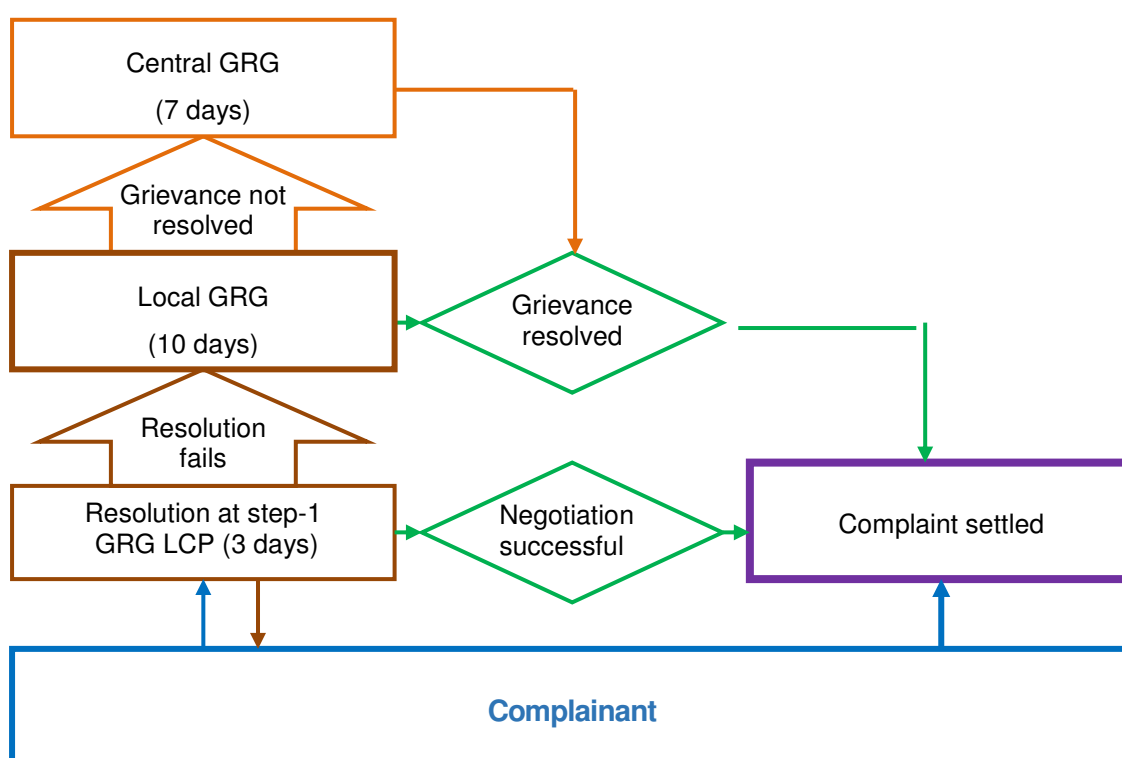 Central GRG
(7 days)
Grievance not
resolved
Local GRG
(10 days)
Grievance
resolved
Resolution
fails
Resolution at step-1
GRG LCP (3 days)
Negotiation
successful
Complaint settled
Complainant